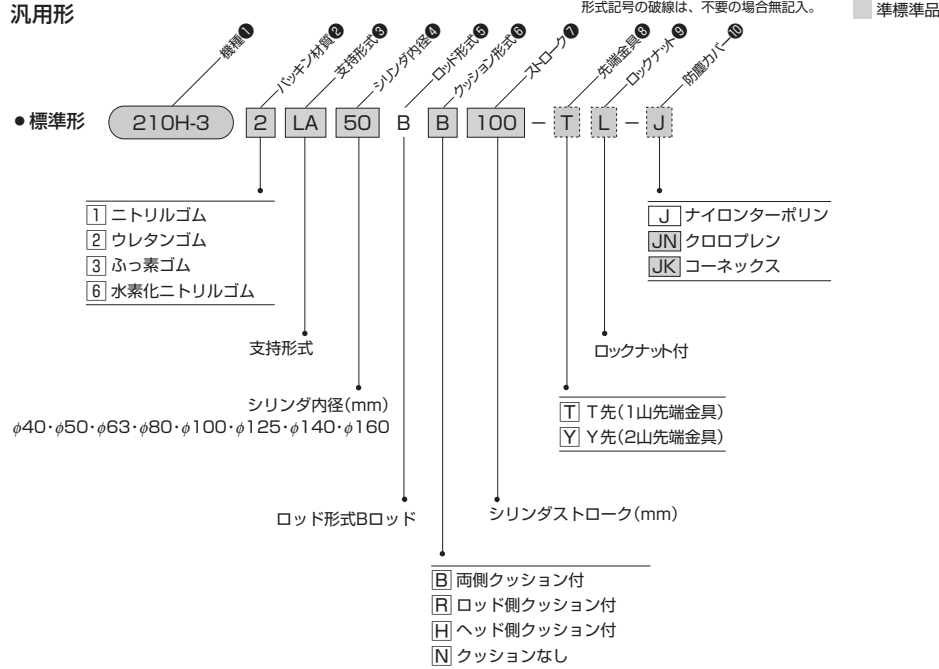 汎用形
形式記号の破線は、不要の場合無記入。
準標準品
機種❶
パッキン材質❷
支持形式❸
シリンダ内径❹
ロッド形式❺
クッション形式❻
ストローク❼
先端金具❽
ロックナット❾
防塵カバー❿
●標準形 210H-3 2 LA 50 B B 100 － T L － J
1 ニトリルゴム
2 ウレタンゴム
3 ふっ素ゴム
6 水素化ニトリルゴム
J ナイロンターポリン
JN クロロプレン
JK コーネックス
支持形式
ロックナット付
シリンダ内径(mm)
φ40・φ50・φ63・φ80・φ100・φ125・φ140・φ160
T T先(1山先端金具)
Y Y先(2山先端金具)
ロッド形式Bロッド
シリンダストローク(mm)
B 両側クッション付
R ロッド側クッション付
H ヘッド側クッション付
N クッションなし